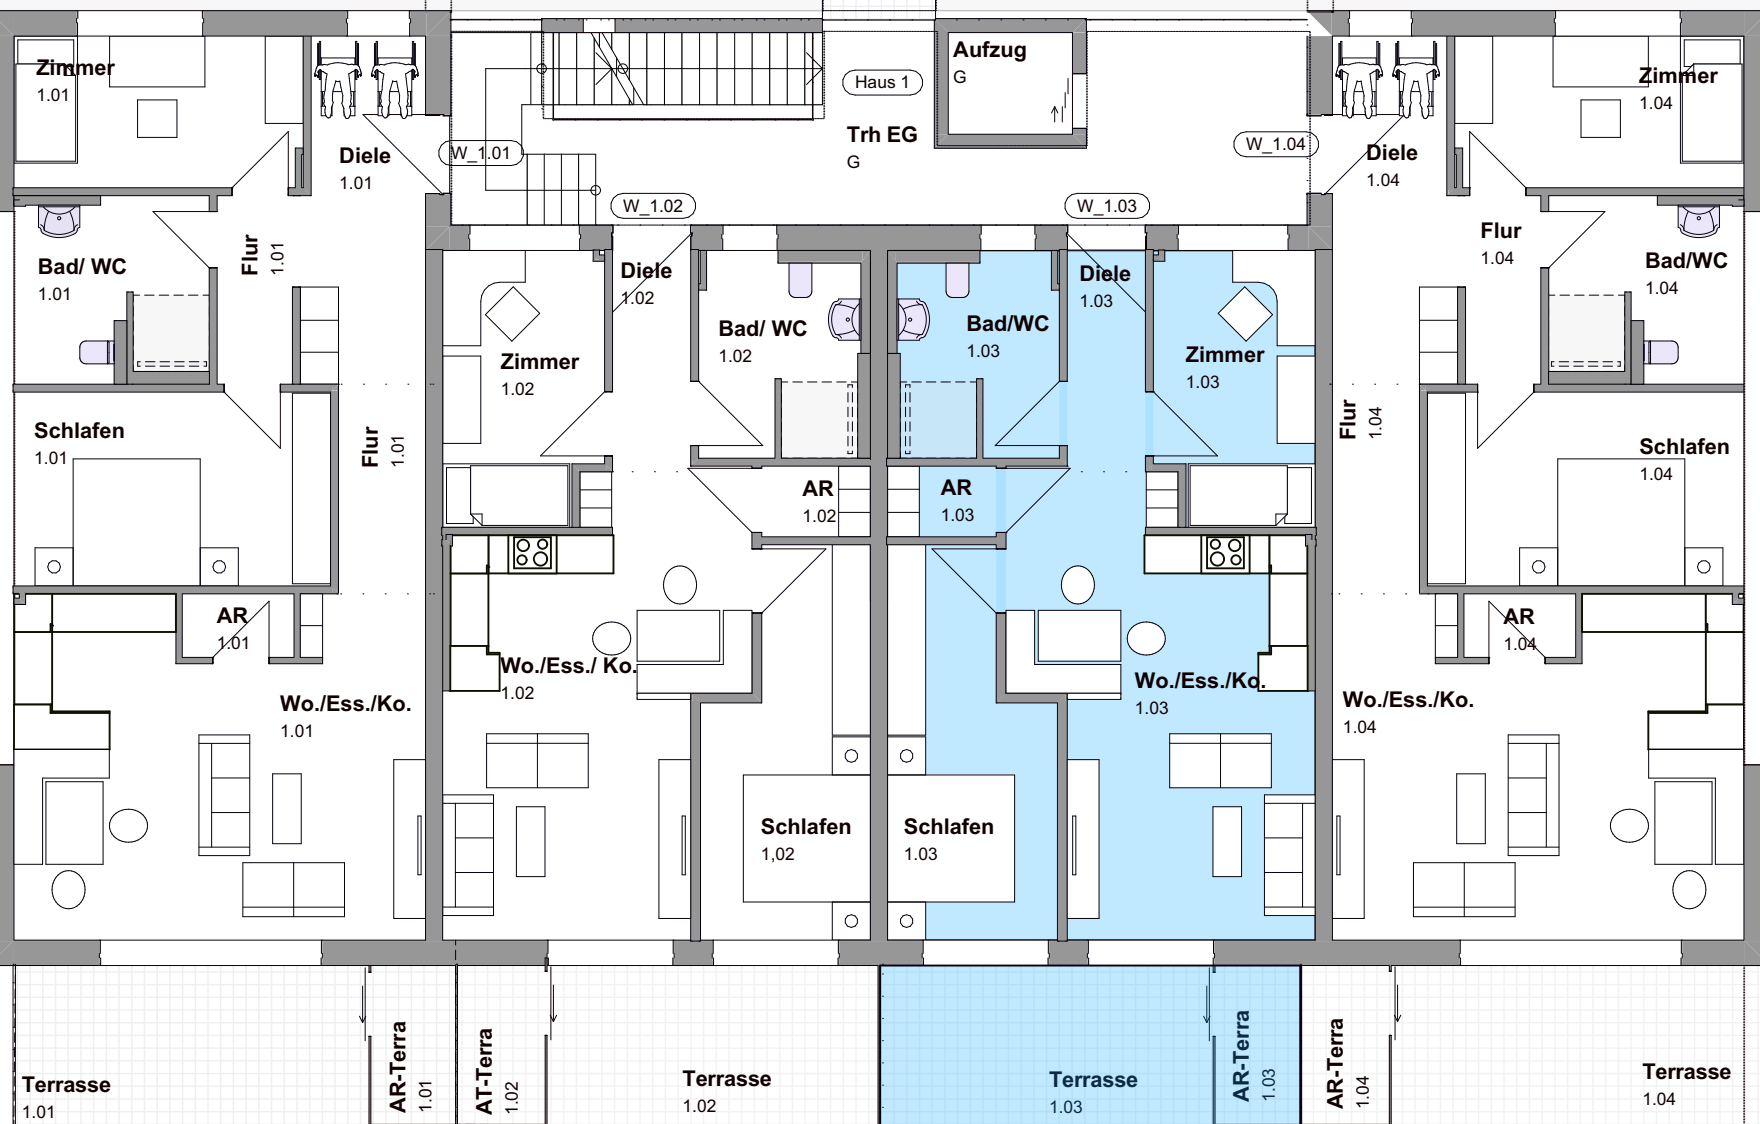 Aufzug
G
Haus 1
Trh EG
G
W_1.01
W_1.02
W_1.03
W_1.04
Zimmer
1.01
Diele
1.01
Bad/ WC
1.01
Flur
1.01
Schlafen
1.01
Flur
1.01
AR
1.01
Wo./Ess./Ko.
1.01
Terrasse
1.01
AR-Terra
1.01
Diele
1.02
Zimmer
1.02
Bad/ WC
1.02
AR
1.02
Wo./Ess./ Ko.
1.02
Schlafen
1,02
AT-Terra
1.02
Terrasse
1.02
Diele
1.03
Bad/WC
1.03
Zimmer
1.03
AR
1.03
Wo./Ess./Ko.
1.03
Schlafen
1.03
Terrasse
1.03
AR-Terra
1.03
Zimmer
1.04
Diele
1.04
Flur
1.04
Bad/WC
1.04
Flur
1.04
Schlafen
1.04
AR
1.04
Wo./Ess./Ko.
1.04
AR-Terra
1.04
Terrasse
1.04